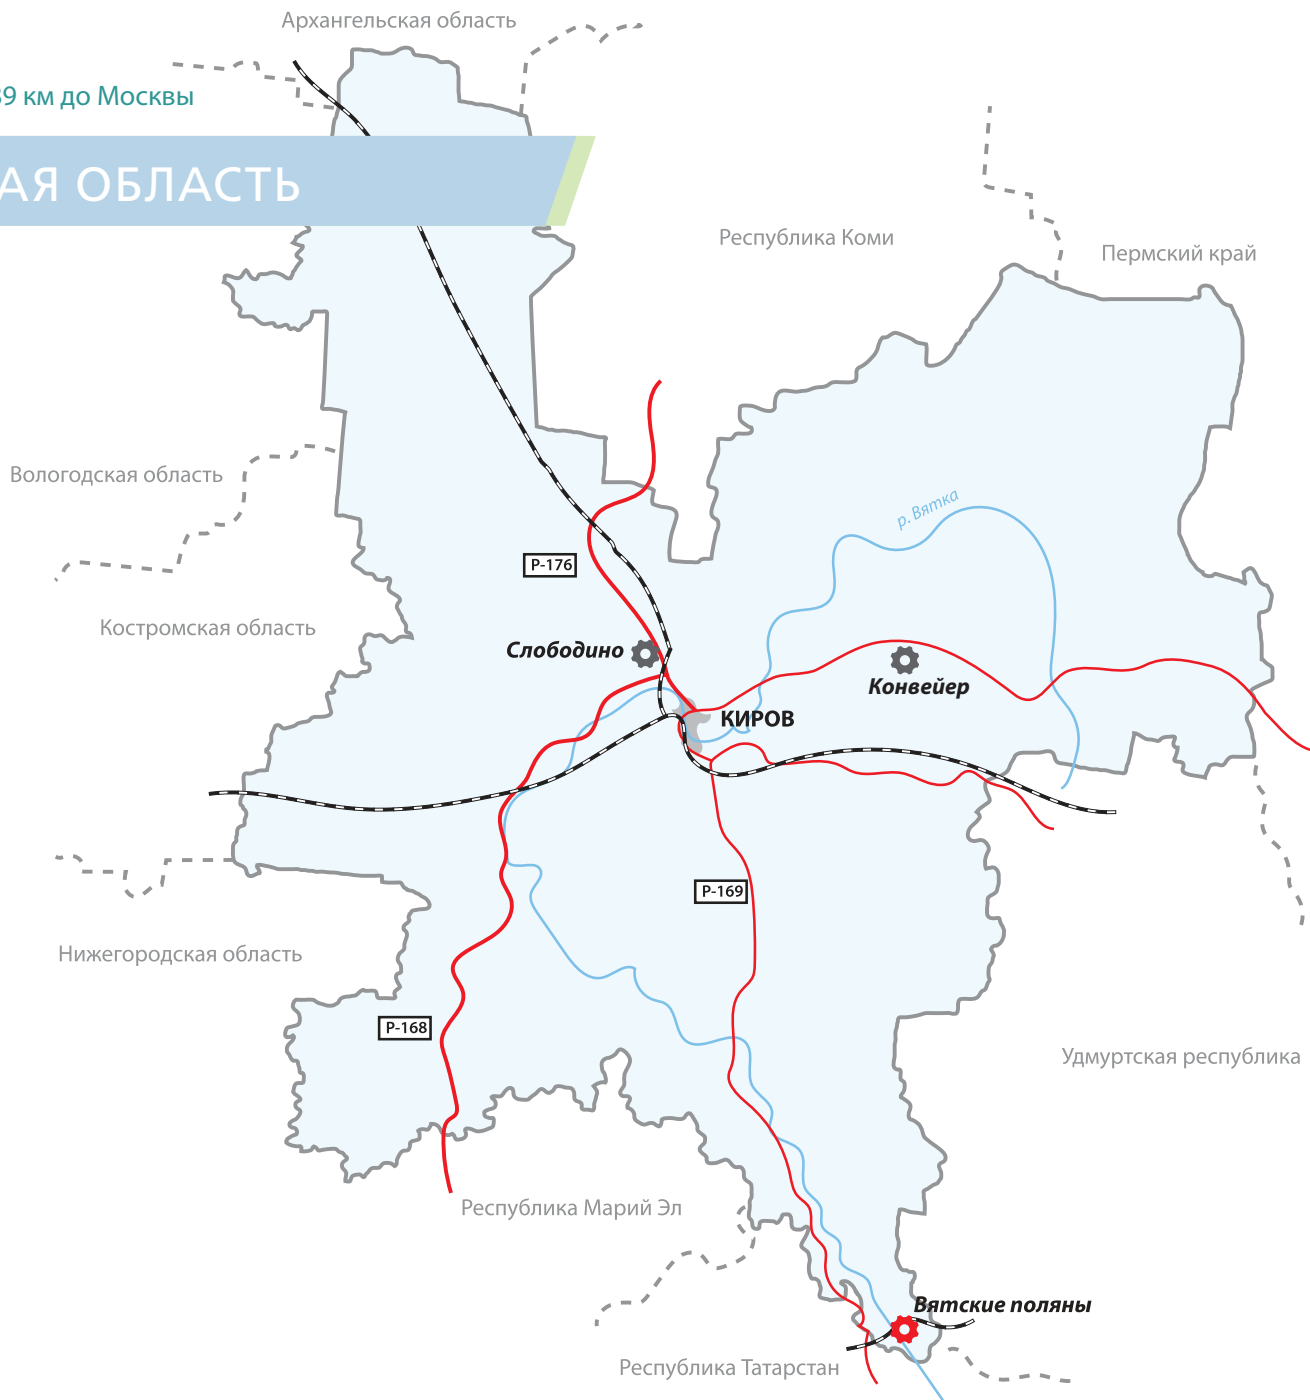 Архангельская область
км до Москвы
ОБЛАСТЬ
Республика Коми
Пермский край
Вологодская область
р. Вятка
Р-176
Костромская область
Слободино
Конвейер
КИРОВ
Р-169
Нижегородская область
Р-168
Удмуртская республика
Республика Марий Эл
Вятские поляны
Республика Татарстан